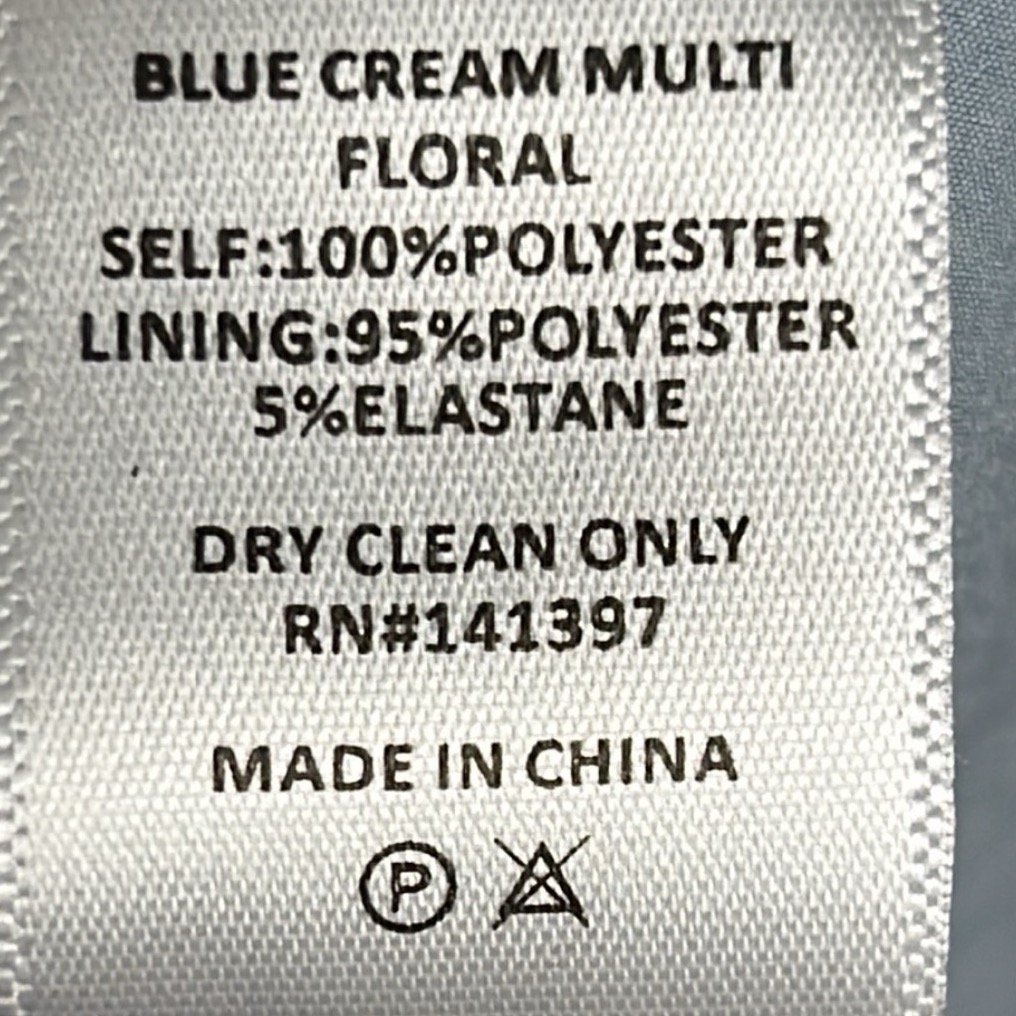 BLUE CREAM MULTI
FLORAL
SELF:100%POLYESTER
LINING:95%POLYESTER
5%ELASTANE
DRY CLEAN ONLY
RN#141397
MADE IN CHINA
P